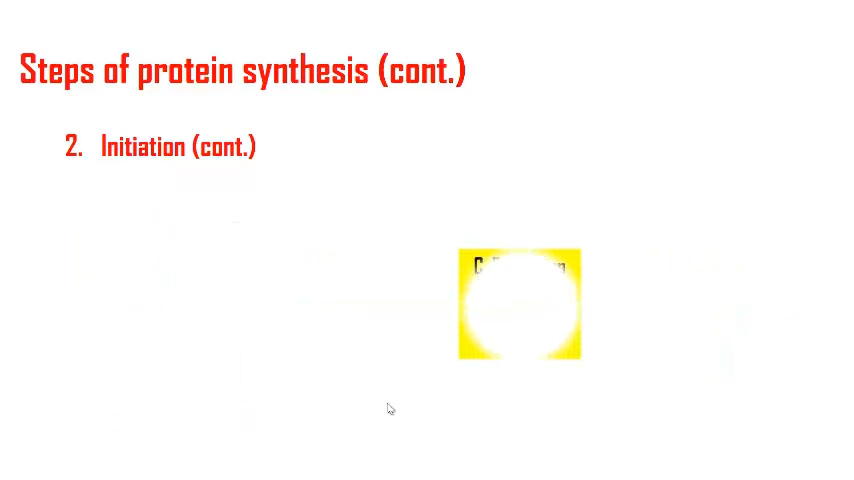 Steps of protein synthesis (cont.)
2. Initiation (cont.)